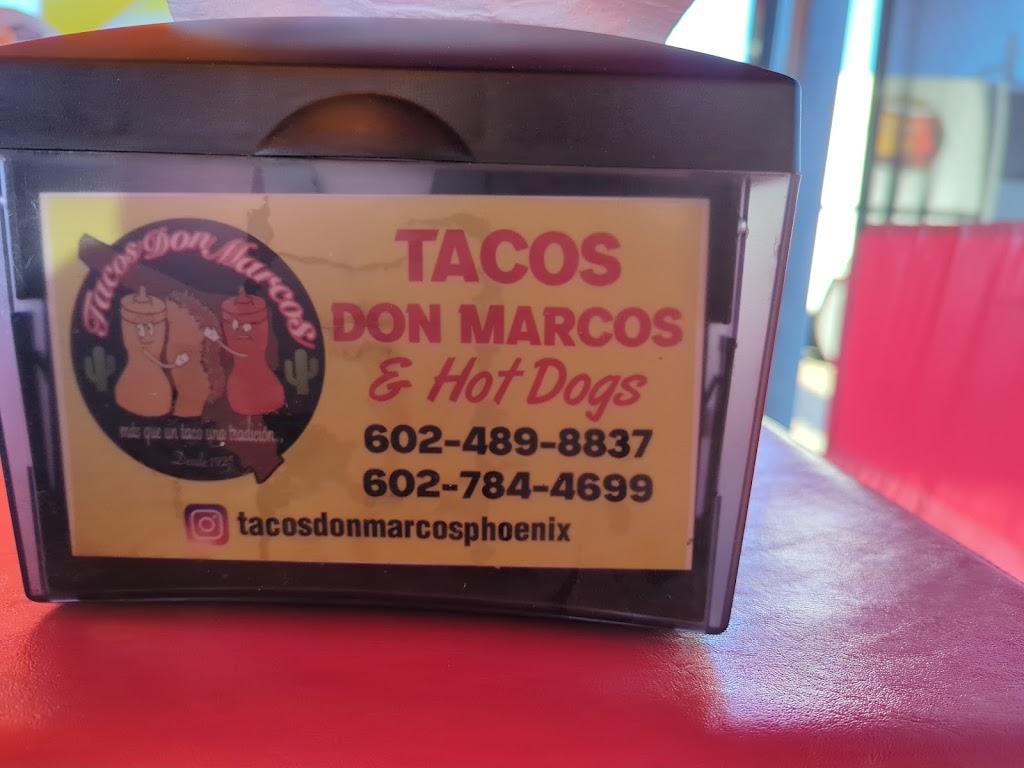 Tacos Don Marcos
más que un taco una tradición...
TACOS
DON MARCOS
& Hot Dogs
602-489-8837
602-784-4699
tacosdonmarcosphoenix